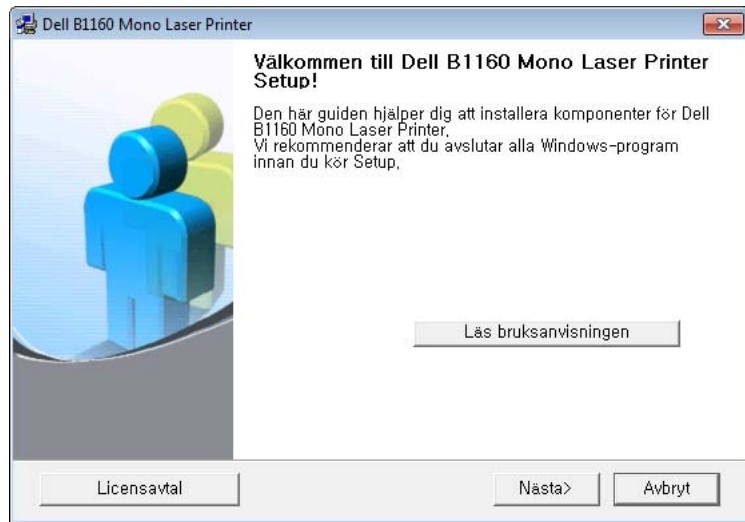 Dell B1160 Mono Laser Printer
Välkommen till Dell B1160 Mono Laser Printer
Setup!
Den här guiden hjälper dig att installera komponenter för Dell
B1160 Mono Laser Printer,
Vi rekommenderar att du avslutar alla Windows-program
innan du kör Setup,
Läs bruksanvisningen
Licensavtal
Nästa>
Avbryt